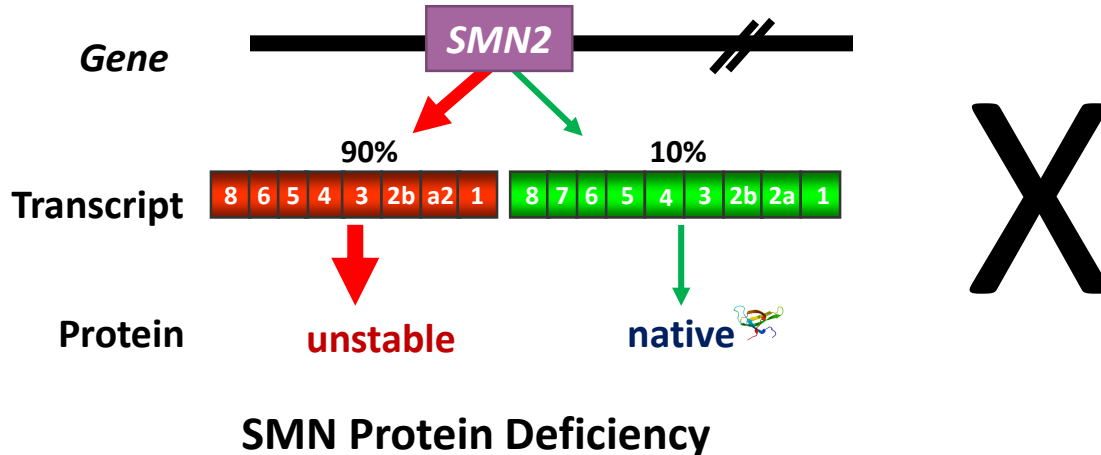 SMN2
Gene
90% 10%
Transcript 8 6 5 4 3 2b a2 1 8 7 6 5 4 3 2b 2a 1
Protein unstable native
SMN Protein Deficiency
X